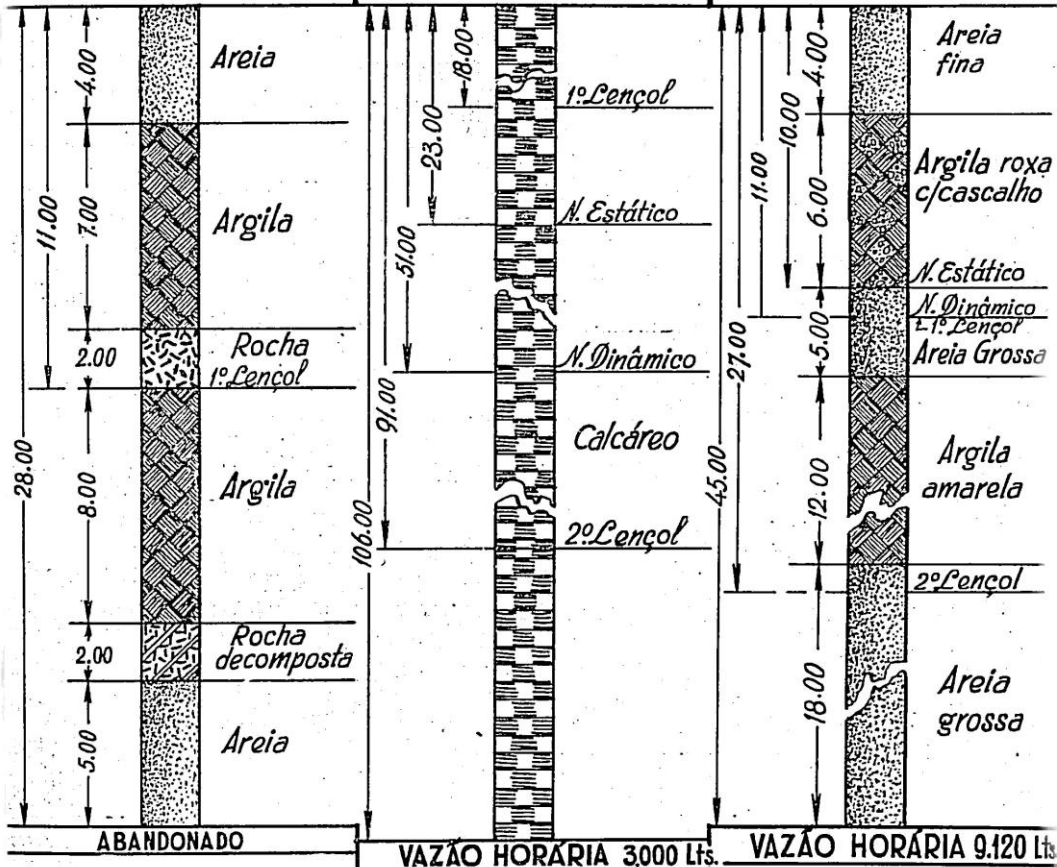 4.00
Areia
7.00
11.00
Argila
2.00
Rocha
1º Lençol
28.00
8.00
Argila
2.00
Rocha
decomposta
5.00
Areia
ABANDONADO
18.00
1º Lençol
23.00
N. Estático
51.00
N. Dinâmico
91.00
Calcáreo
106.00
2º Lençol
VAZÃO HORÁRIA 3.000 Lts.
4.00
Areia
fina
10.00
11.00
6.00
Argila roxa
c/cascalho
N. Estático
N. Dinâmico
1º Lençol
5.00
Areia Grossa
27.00
45.00
12.00
Argila
amarela
2º Lençol
18.00
Areia
grossa
VAZÃO HORÁRIA 9.120 Lts